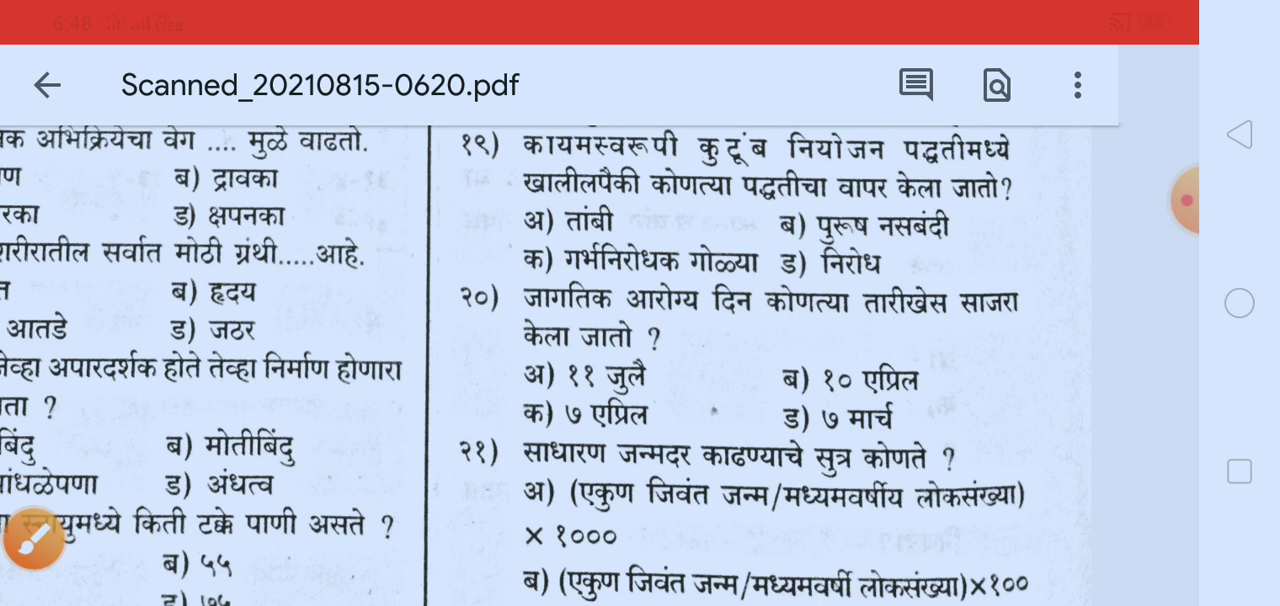 6:48
Scanned_20210815-0620.pdf
अभिक्रियेचा वेग .... मुळे वाढतो.
ब) द्रावका
ड) क्षपनका
सर्वात मोठी ग्रंथी.....आहे.
ब) हृदय
आतडे
ड) जठर
अपारदर्शक होते तेव्हा निर्माण होणारा
?
ब) मोतीबिंदु
ड) अंधत्व
किती टक्के पाणी असते ?
ब) ५५
१९) कायमस्वरूपी कुटूंब नियोजन पद्धतीमध्ये
खालीलपैकी कोणत्या पद्धतीचा वापर केला जातो?
अ) तांबी ब) पुरूष नसबंदी
क) गर्भनिरोधक गोळ्या ड) निरोध
२०) जागतिक आरोग्य दिन कोणत्या तारीखेस साजरा
केला जातो ?
अ) ११ जुलै ब) १० एप्रिल
क) ७ एप्रिल ड) ७ मार्च
२१) साधारण जन्मदर काढण्याचे सुत्र कोणते ?
अ) (एकुण जिवंत जन्म/मध्यमवर्षीय लोकसंख्या)
× १०००
ब) (एकुण जिवंत जन्म/मध्यमवर्षी लोकसंख्या)×१००